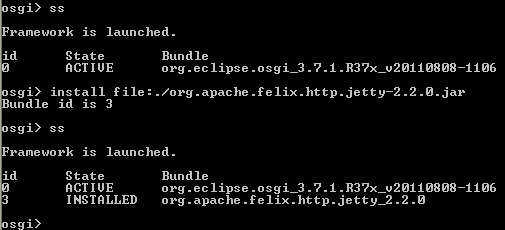 osgi> ss
Framework is launched.
id State Bundle
0 ACTIVE org.eclipse.osgi_3.7.1.R37x_v20110808-1106
osgi> install file:./org.apache.felix.http.jetty-2.2.0.jar
Bundle id is 3
osgi> ss
Framework is launched.
id State Bundle
0 ACTIVE org.eclipse.osgi_3.7.1.R37x_v20110808-1106
3 INSTALLED org.apache.felix.http.jetty_2.2.0
osgi>